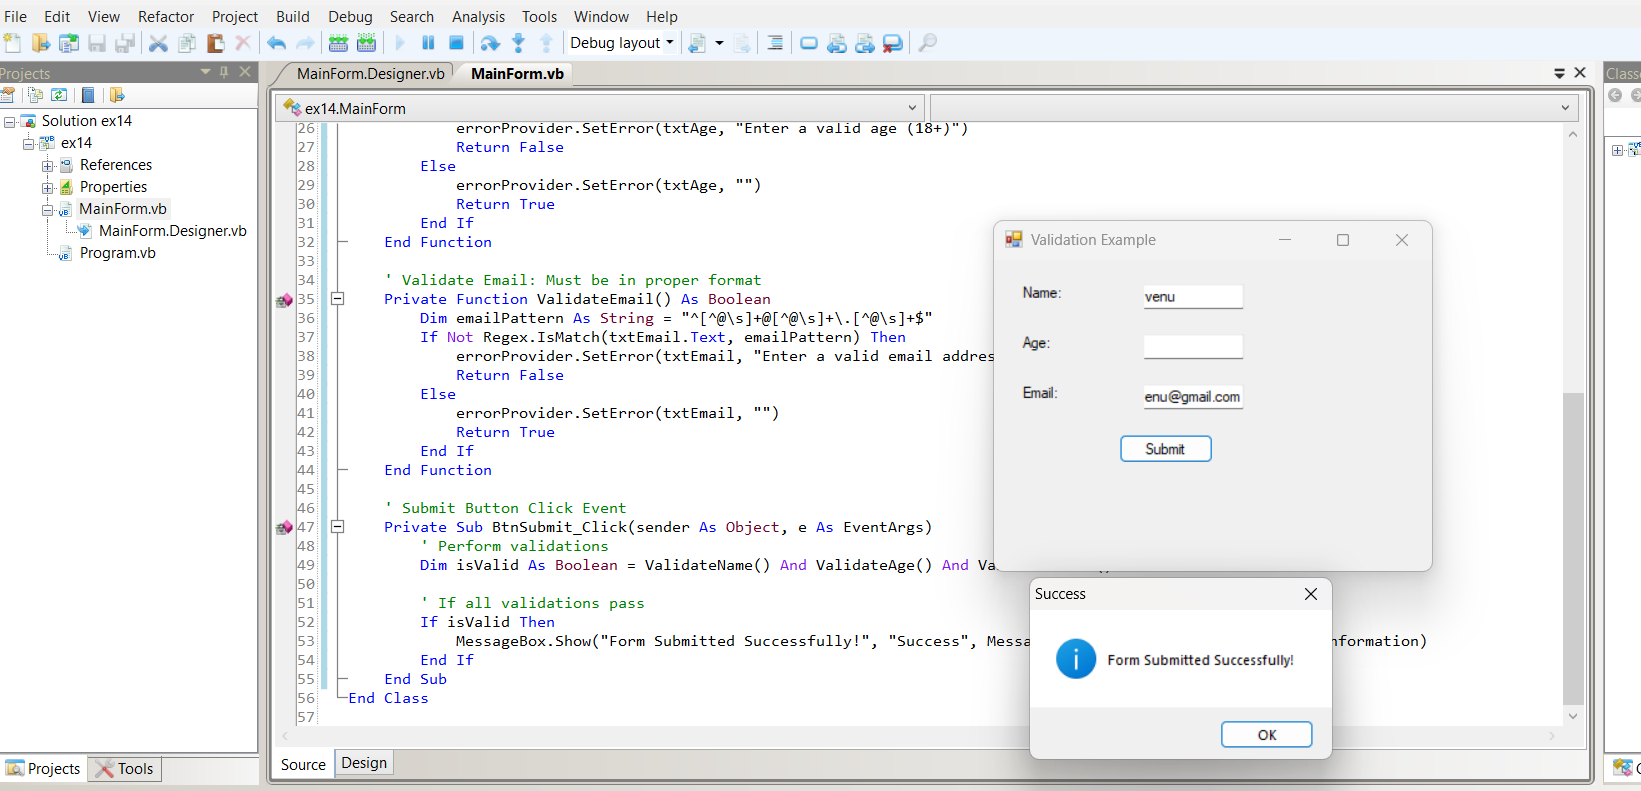 File Edit View Refactor Project Build Debug Search Analysis Tools Window Help
Debug layout
Projects
MainForm.Designer.vb MainForm.vb
Classe
ex14.MainForm
Solution ex14
ex14
References
Properties
MainForm.vb
MainForm.Designer.vb
Program.vb
26 errorProvider.SetError(txtAge, "Enter a valid age (18+)")
27 Return False
28 Else
29 errorProvider.SetError(txtAge, "")
30 Return True
31 End If
32 End Function
33
34 ' Validate Email: Must be in proper format
35 Private Function ValidateEmail() As Boolean
36 Dim emailPattern As String = "^[^@\s]+@[^@\s]+\.[^@\s]+$"
37 If Not Regex.IsMatch(txtEmail.Text, emailPattern) Then
38 errorProvider.SetError(txtEmail, "Enter a valid email addres
39 Return False
40 Else
41 errorProvider.SetError(txtEmail, "")
42 Return True
43 End If
44 End Function
45
46 ' Submit Button Click Event
47 Private Sub BtnSubmit_Click(sender As Object, e As EventArgs)
48 ' Perform validations
49 Dim isValid As Boolean = ValidateName() And ValidateAge() And Va
50
51 ' If all validations pass
52 If isValid Then
53 MessageBox.Show("Form Submitted Successfully!", "Success", Messa nformation)
54 End If
55 End Sub
56 End Class
57
Validation Example
Name: venu
Age:
Email: enu@gmail.com
Submit
Success
Form Submitted Successfully!
OK
Source Design
Projects Tools